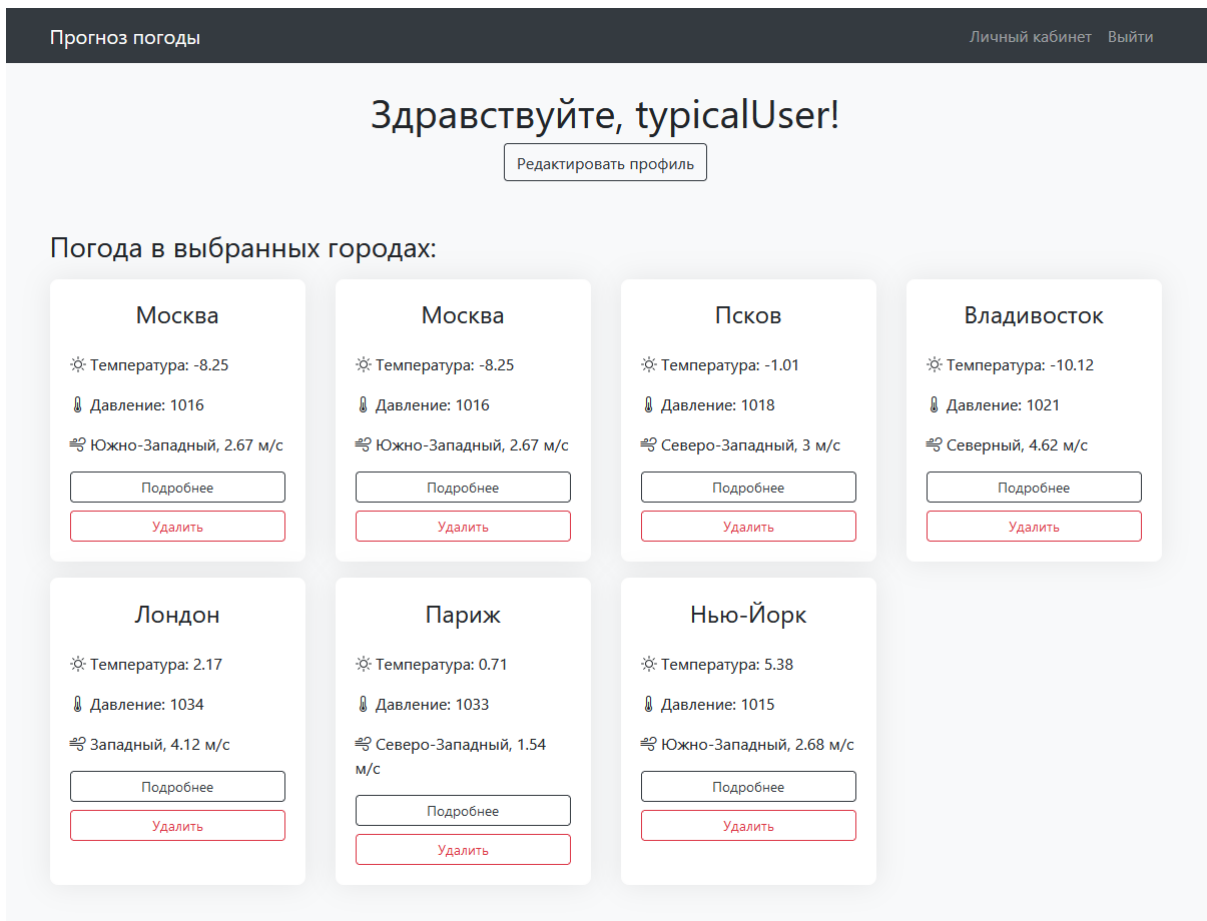 Прогноз погоды
Личный кабинет Выйти
Здравствуйте, typicalUser!
Редактировать профиль
Погода в выбранных городах:
Москва
Температура: -8.25
Давление: 1016
Южно-Западный, 2.67 м/с
Подробнее
Удалить
Москва
Температура: -8.25
Давление: 1016
Южно-Западный, 2.67 м/с
Подробнее
Удалить
Псков
Температура: -1.01
Давление: 1018
Северо-Западный, 3 м/с
Подробнее
Удалить
Владивосток
Температура: -10.12
Давление: 1021
Северный, 4.62 м/с
Подробнее
Удалить
Лондон
Температура: 2.17
Давление: 1034
Западный, 4.12 м/с
Подробнее
Удалить
Париж
Температура: 0.71
Давление: 1033
Северо-Западный, 1.54
м/с
Подробнее
Удалить
Нью-Йорк
Температура: 5.38
Давление: 1015
Южно-Западный, 2.68 м/с
Подробнее
Удалить